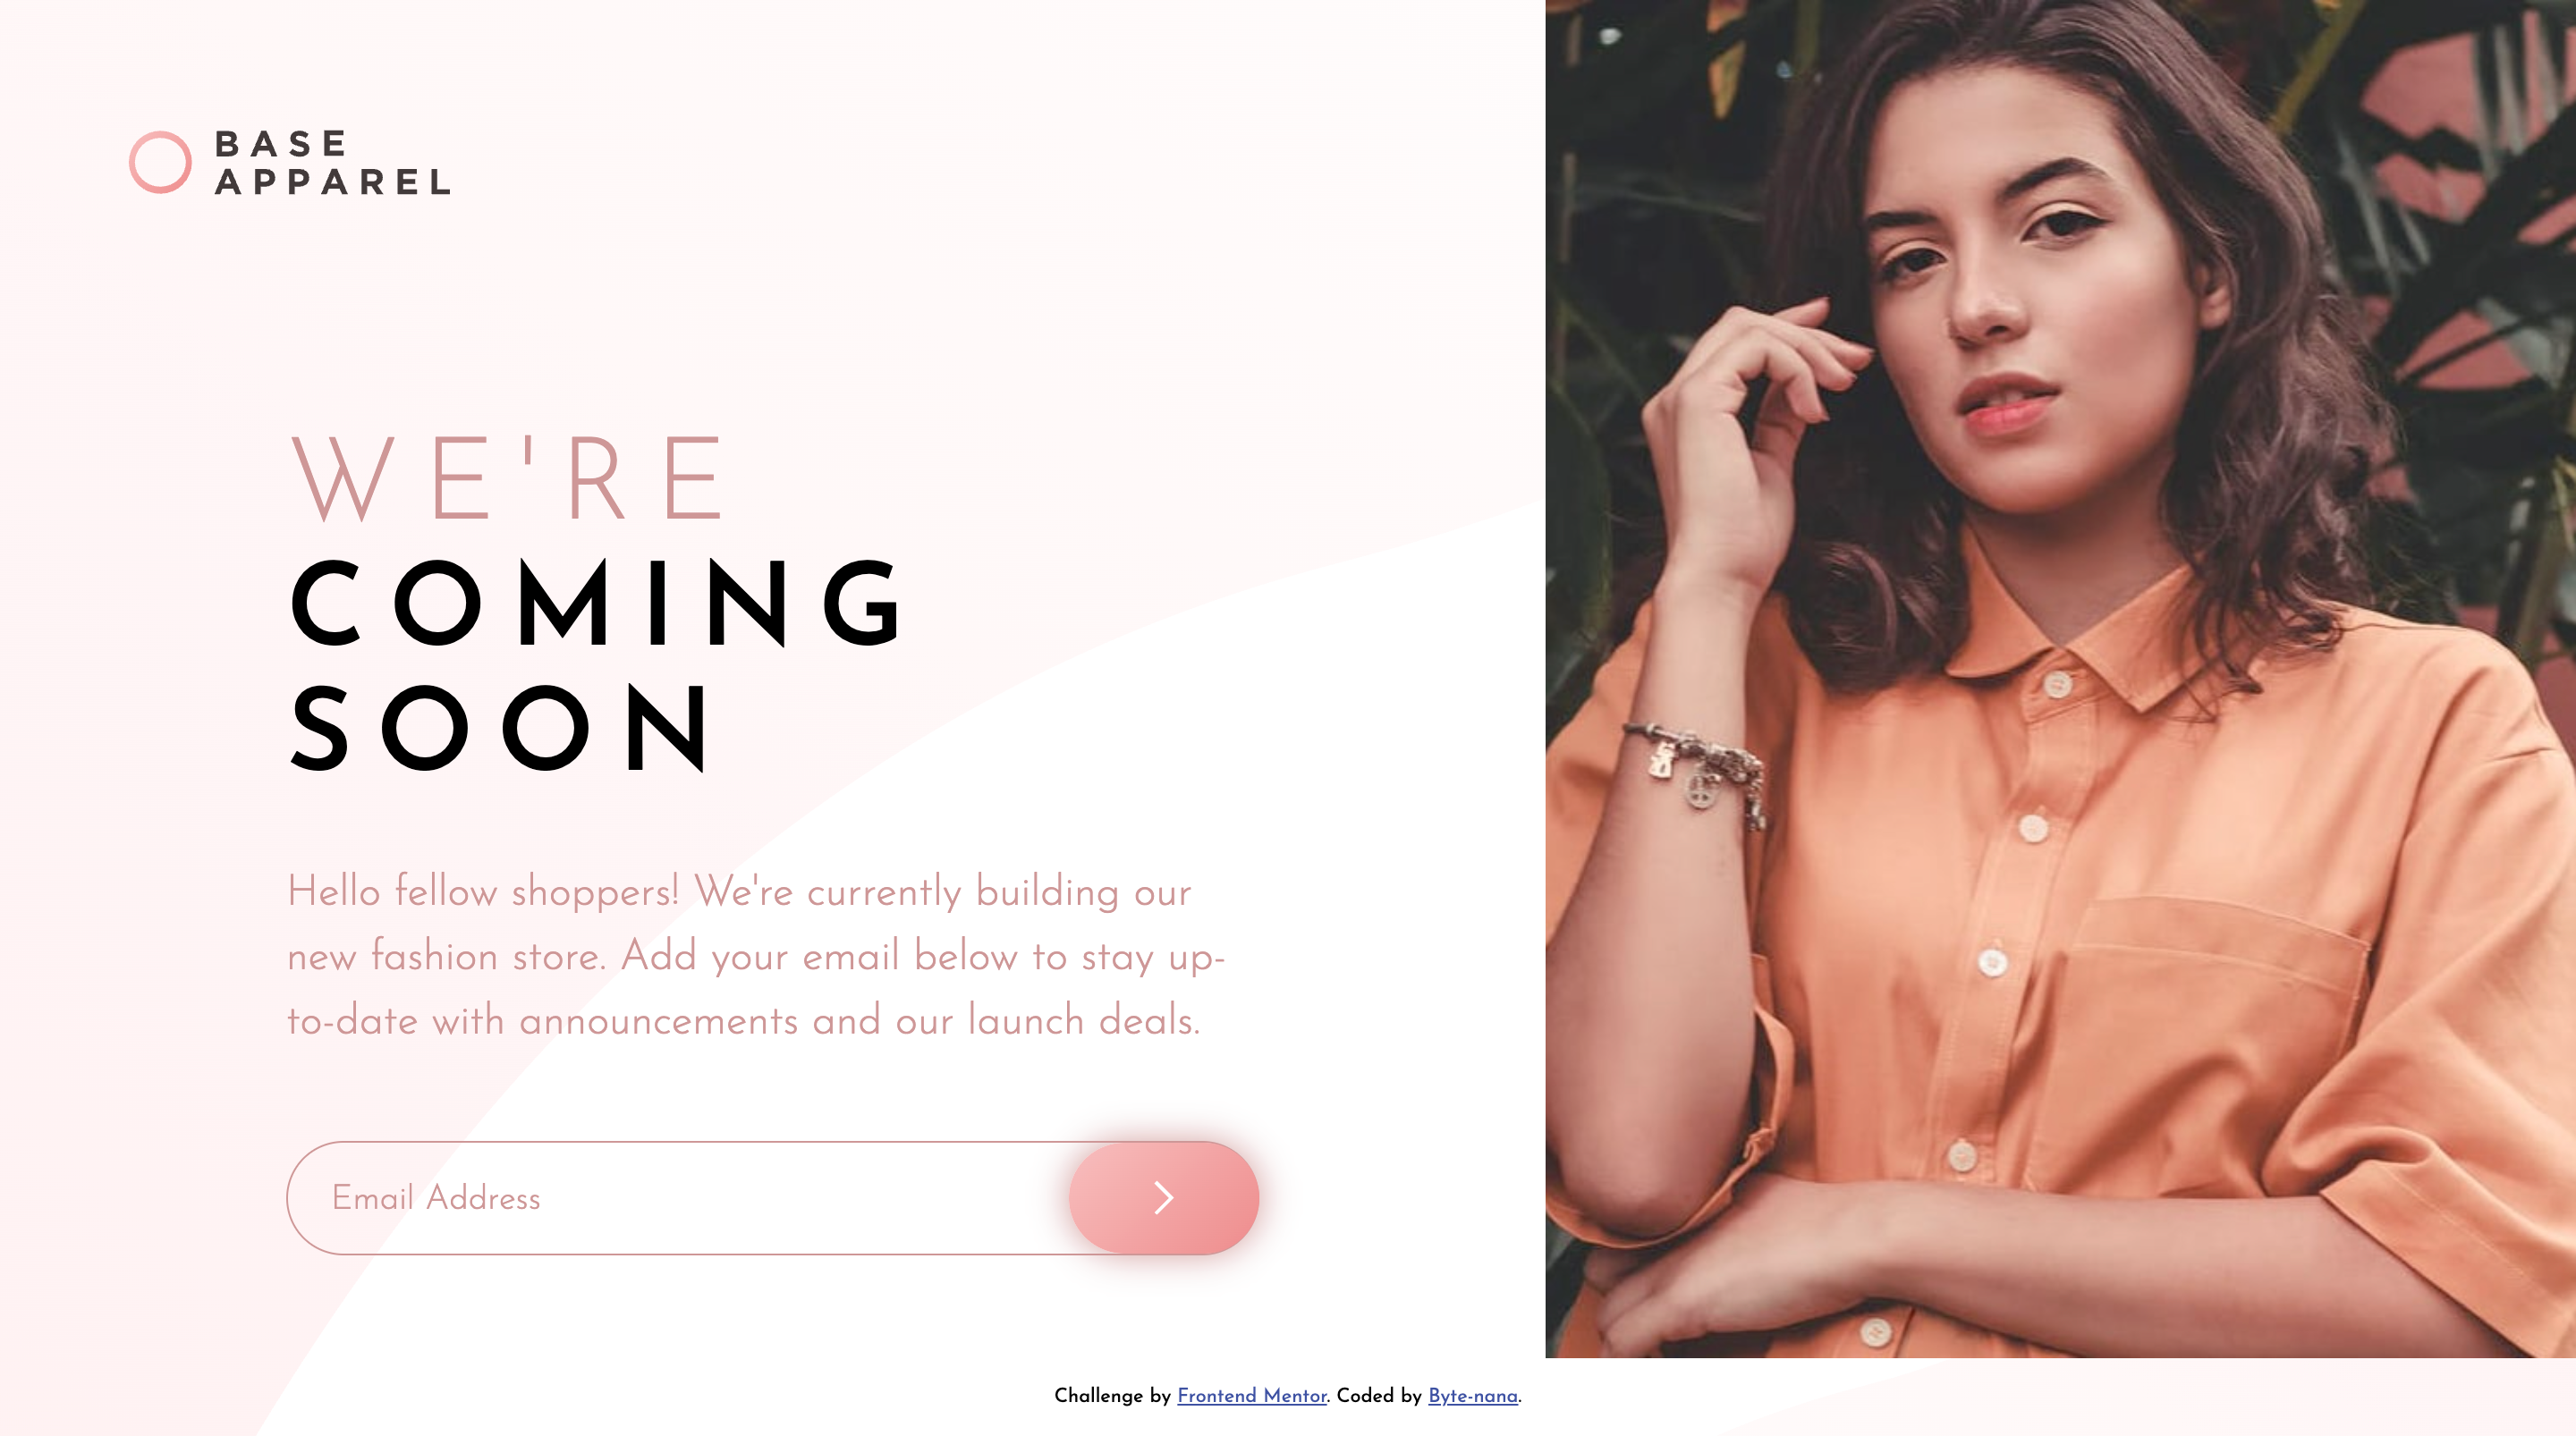 BASE
APPAREL
WE'RE
COMING
SOON
Hello fellow shoppers! We're currently building our
new fashion store. Add your email below to stay up-
to-date with announcements and our launch deals.
Email Address
Challenge by Frontend Mentor. Coded by Byte-nana.